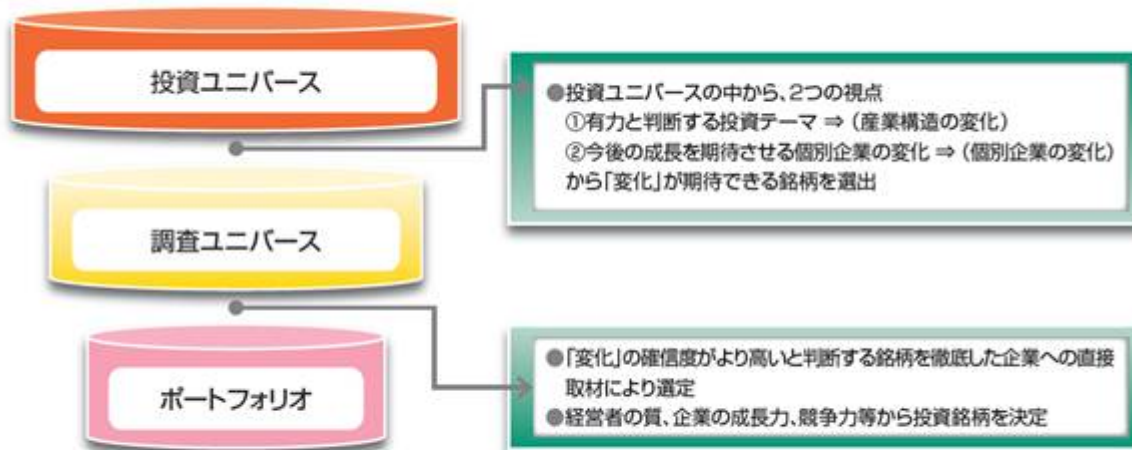 投資ユニバース
●投資ユニバースの中から、2つの視点
①有力と判断する投資テーマ ⇒ (産業構造の変化)
②今後の成長を期待させる個別企業の変化 ⇒ (個別企業の変化)
から「変化」が期待できる銘柄を選出
調査ユニバース
ポートフォリオ
●「変化」の確信度がより高いと判断する銘柄を徹底した企業への直接
取材により選定
●経営者の質、企業の成長力、競争力等から投資銘柄を決定